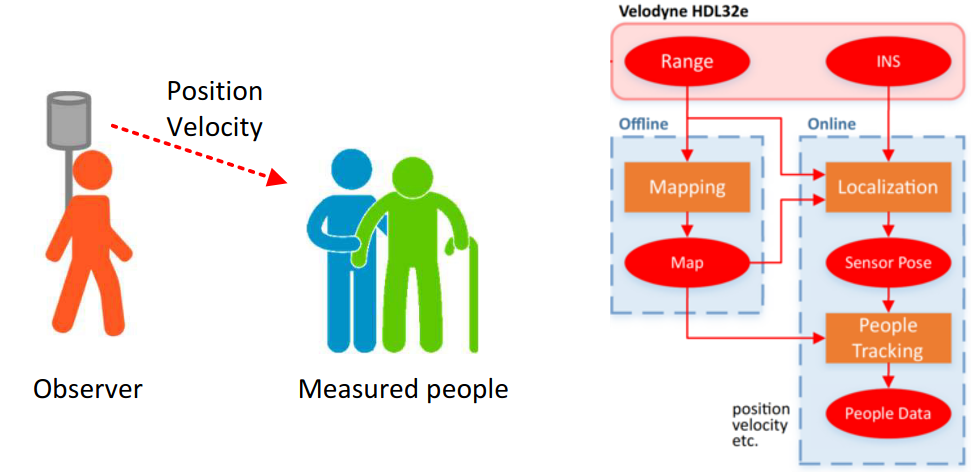 Position
Velocity
Observer
Measured people
Velodyne HDL32e
Range
INS
Offline
Online
Mapping
Localization
Map
Sensor Pose
People
Tracking
People Data
position
velocity
etc.